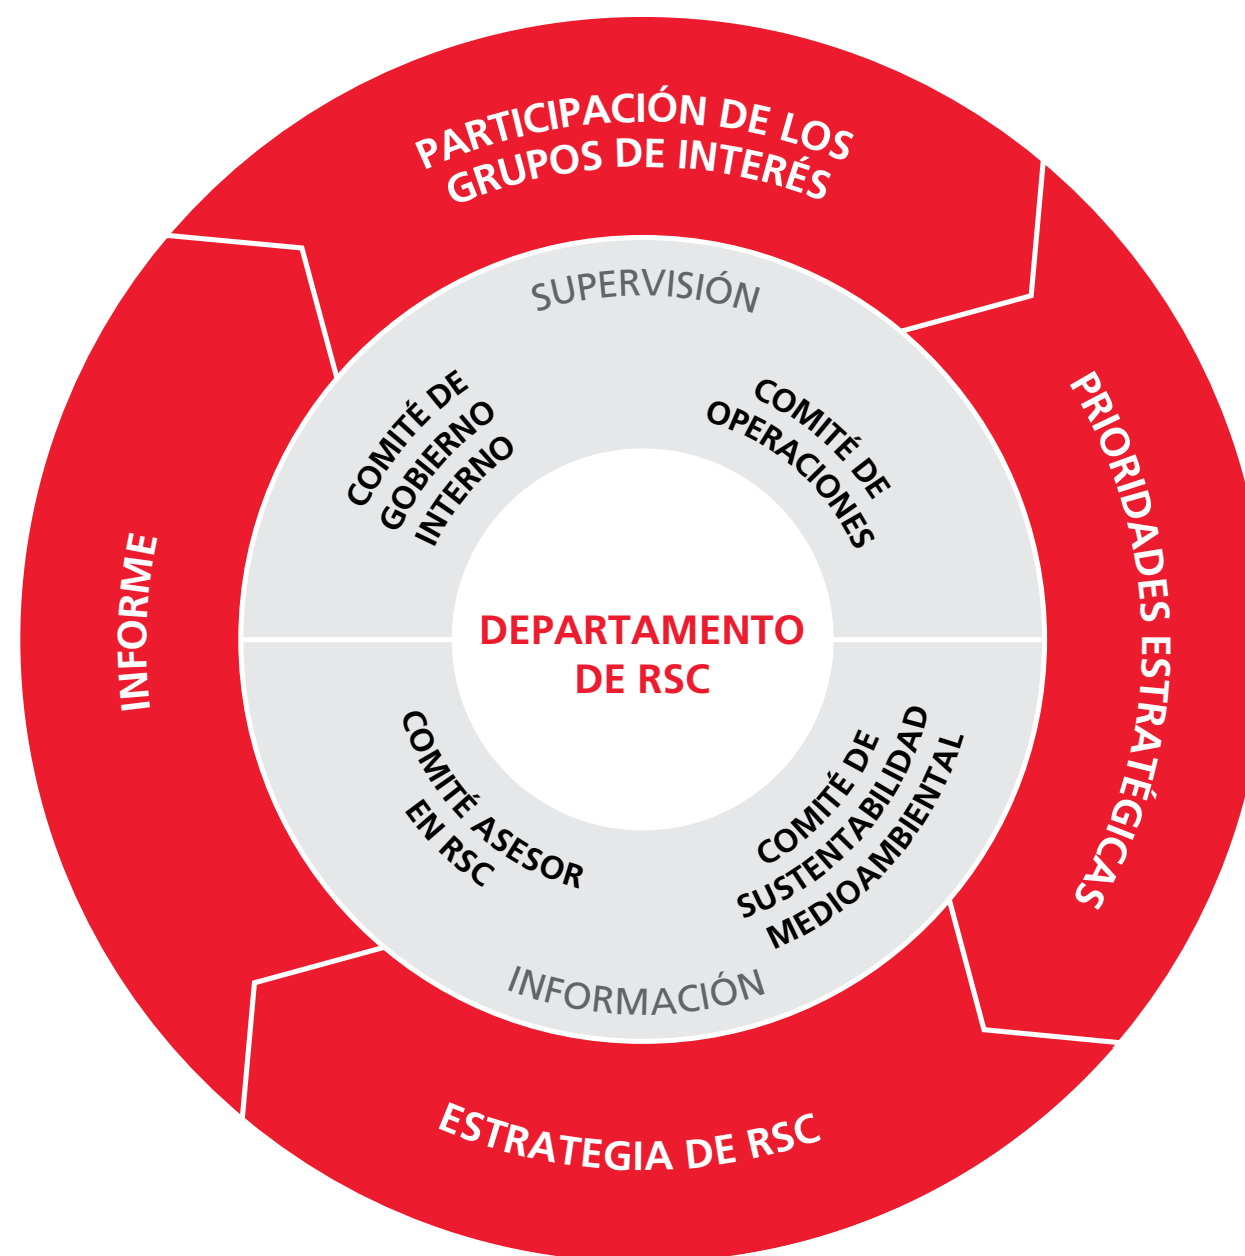 PARTICIPACIÓN DE LOS
GRUPOS DE INTERÉS
PRIORIDADES ESTRATÉGICAS
ESTRATEGIA DE RSC
INFORME
SUPERVISIÓN
COMITÉ DE
GOBIERNO
INTERNO
COMITÉ DE
OPERACIONES
DEPARTAMENTO
DE RSC
COMITÉ ASESOR
EN RSC
COMITÉ DE
SUSTENTABILIDAD
MEDIOAMBIENTAL
INFORMACIÓN